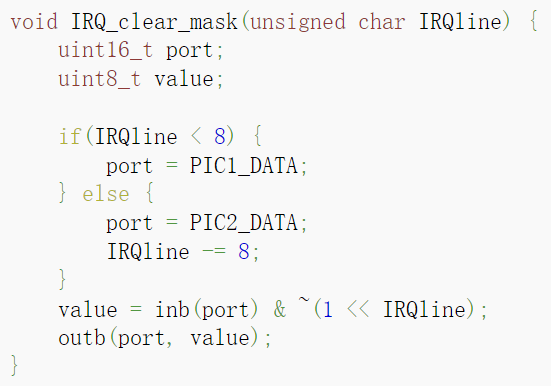 void IRQ_clear_mask(unsigned char IRQline) {
    uint16_t port;
    uint8_t value;

    if(IRQline < 8) {
        port = PIC1_DATA;
    } else {
        port = PIC2_DATA;
        IRQline -= 8;
    }
    value = inb(port) & ~(1 << IRQline);
    outb(port, value);
}